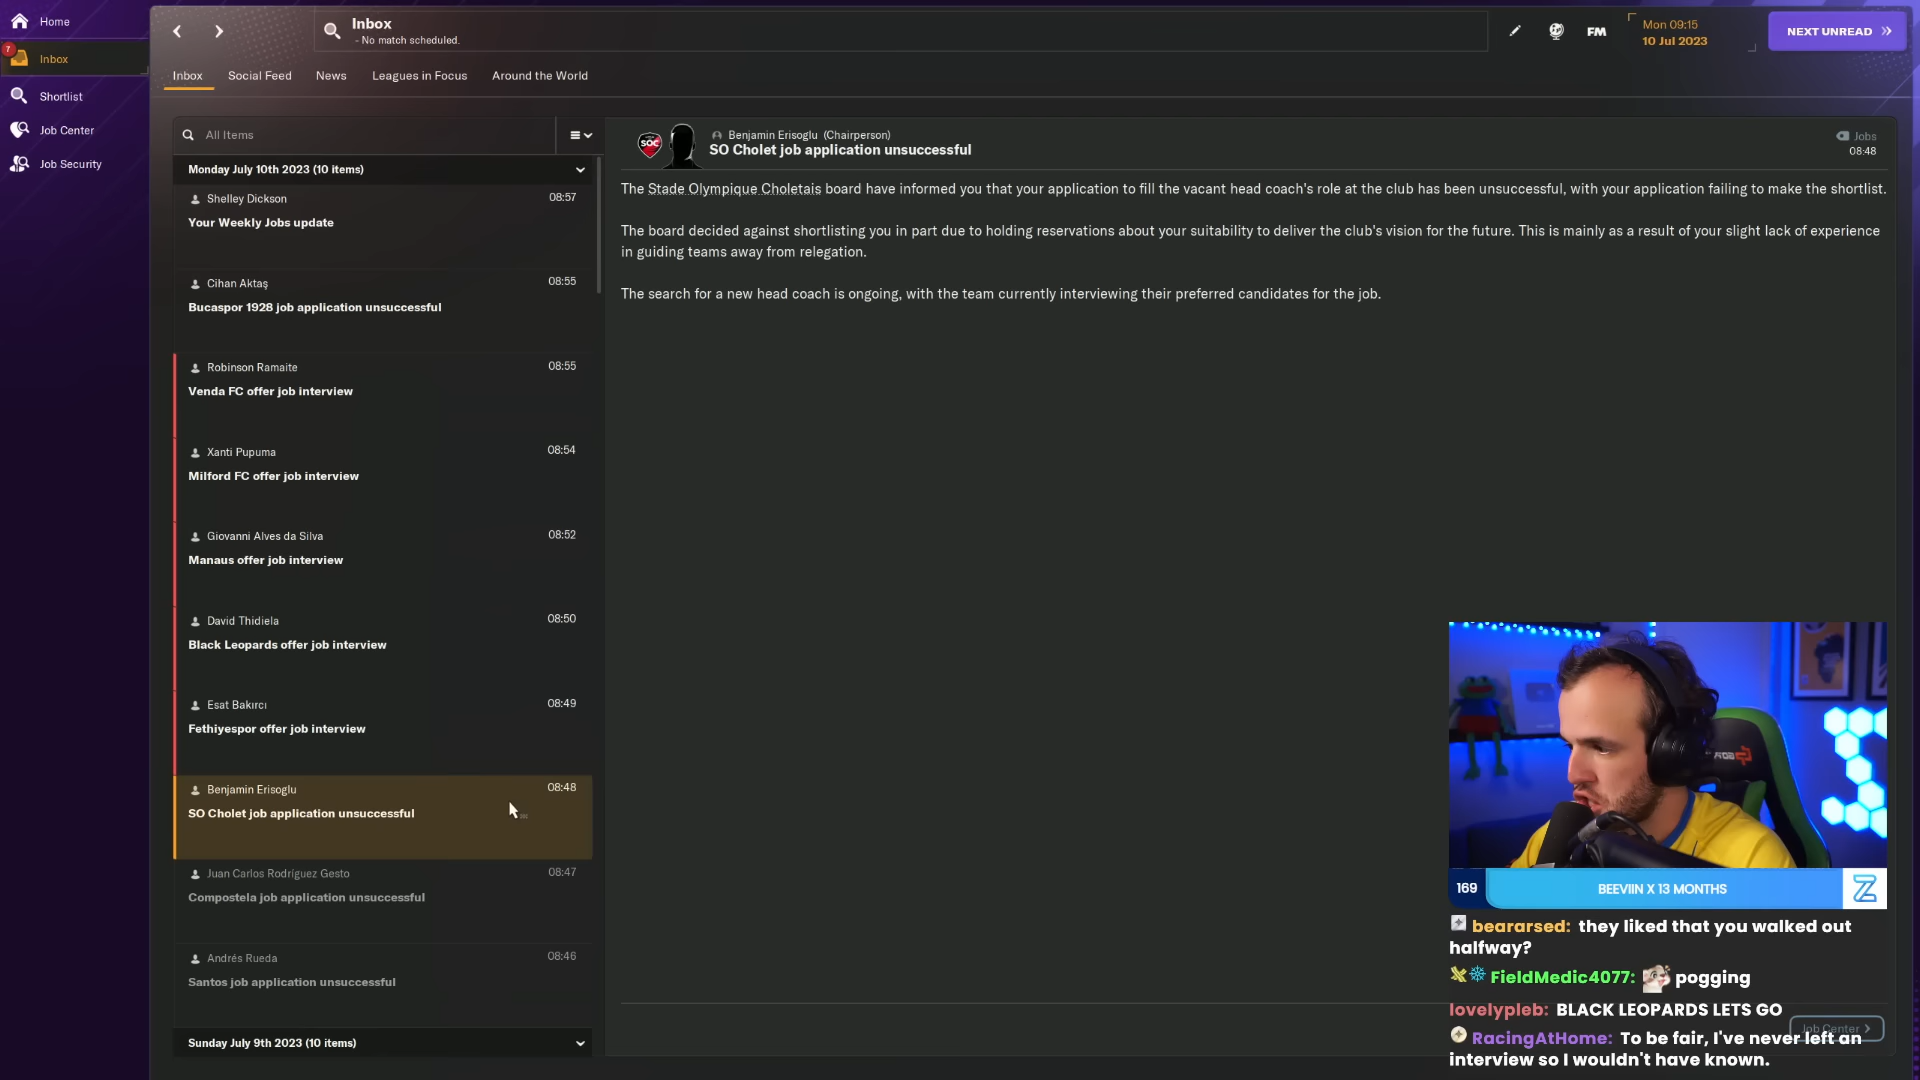 Home
7
Inbox
Shortlist
Job Center
Job Security
Inbox
- No match scheduled.
FM
Mon 09:15
10 Jul 2023
NEXT UNREAD
Inbox
Social Feed
News
Leagues in Focus
Around the World
All Items
Monday July 10th 2023 (10 items)
Shelley Dickson
08:57
Your Weekly Jobs update
Cihan Aktaş
08:55
Bucaspor 1928 job application unsuccessful
Robinson Ramaite
08:55
Venda FC offer job interview
Xanti Pupuma
08:54
Milford FC offer job interview
Giovanni Alves da Silva
08:52
Manaus offer job interview
David Thidiela
08:50
Black Leopards offer job interview
Esat Bakırcı
08:49
Fethiyespor offer job interview
Benjamin Erisoglu
08:48
SO Cholet job application unsuccessful
Juan Carlos Rodríguez Gesto
08:47
Compostela job application unsuccessful
Andrés Rueda
08:46
Santos job application unsuccessful
Sunday July 9th 2023 (10 items)
SOC
Benjamin Erisoglu (Chairperson)
SO Cholet job application unsuccessful
Jobs
08:48
The Stade Olympique Choletais board have informed you that your application to fill the vacant head coach's role at the club has been unsuccessful, with your application failing to make the shortlist.
The board decided against shortlisting you in part due to holding reservations about your suitability to deliver the club's vision for the future. This is mainly as a result of your slight lack of experience
in guiding teams away from relegation.
The search for a new head coach is ongoing, with the team currently interviewing their preferred candidates for the job.
169
BEEVIIN X 13 MONTHS
Z
beararsed: they liked that you walked out
halfway?
FieldMedic4077: pogging
lovelypleb: BLACK LEOPARDS LETS GO
Job Center
RacingAtHome: To be fair, I've never left an
interview so I wouldn't have known.